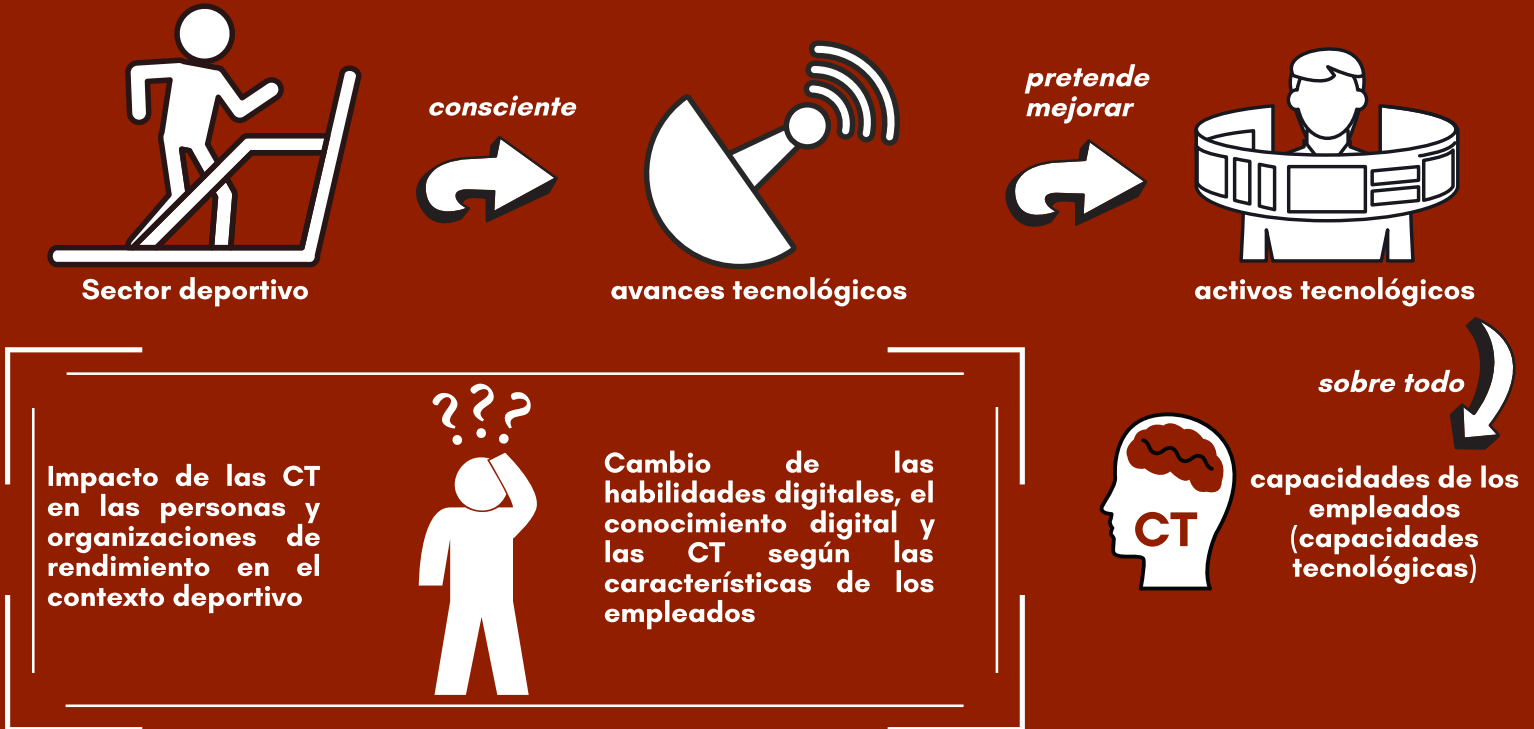 consciente
pretende
mejorar
Sector deportivo
avances tecnológicos
activos tecnológicos
sobre todo
CT
capacidades de los
empleados
(capacidades
tecnológicas)
???
Impacto de las CT
en las personas y
organizaciones de
rendimiento en el
contexto deportivo
Cambio de las
habilidades digitales, el
conocimiento digital y
las CT según las
características de los
empleados